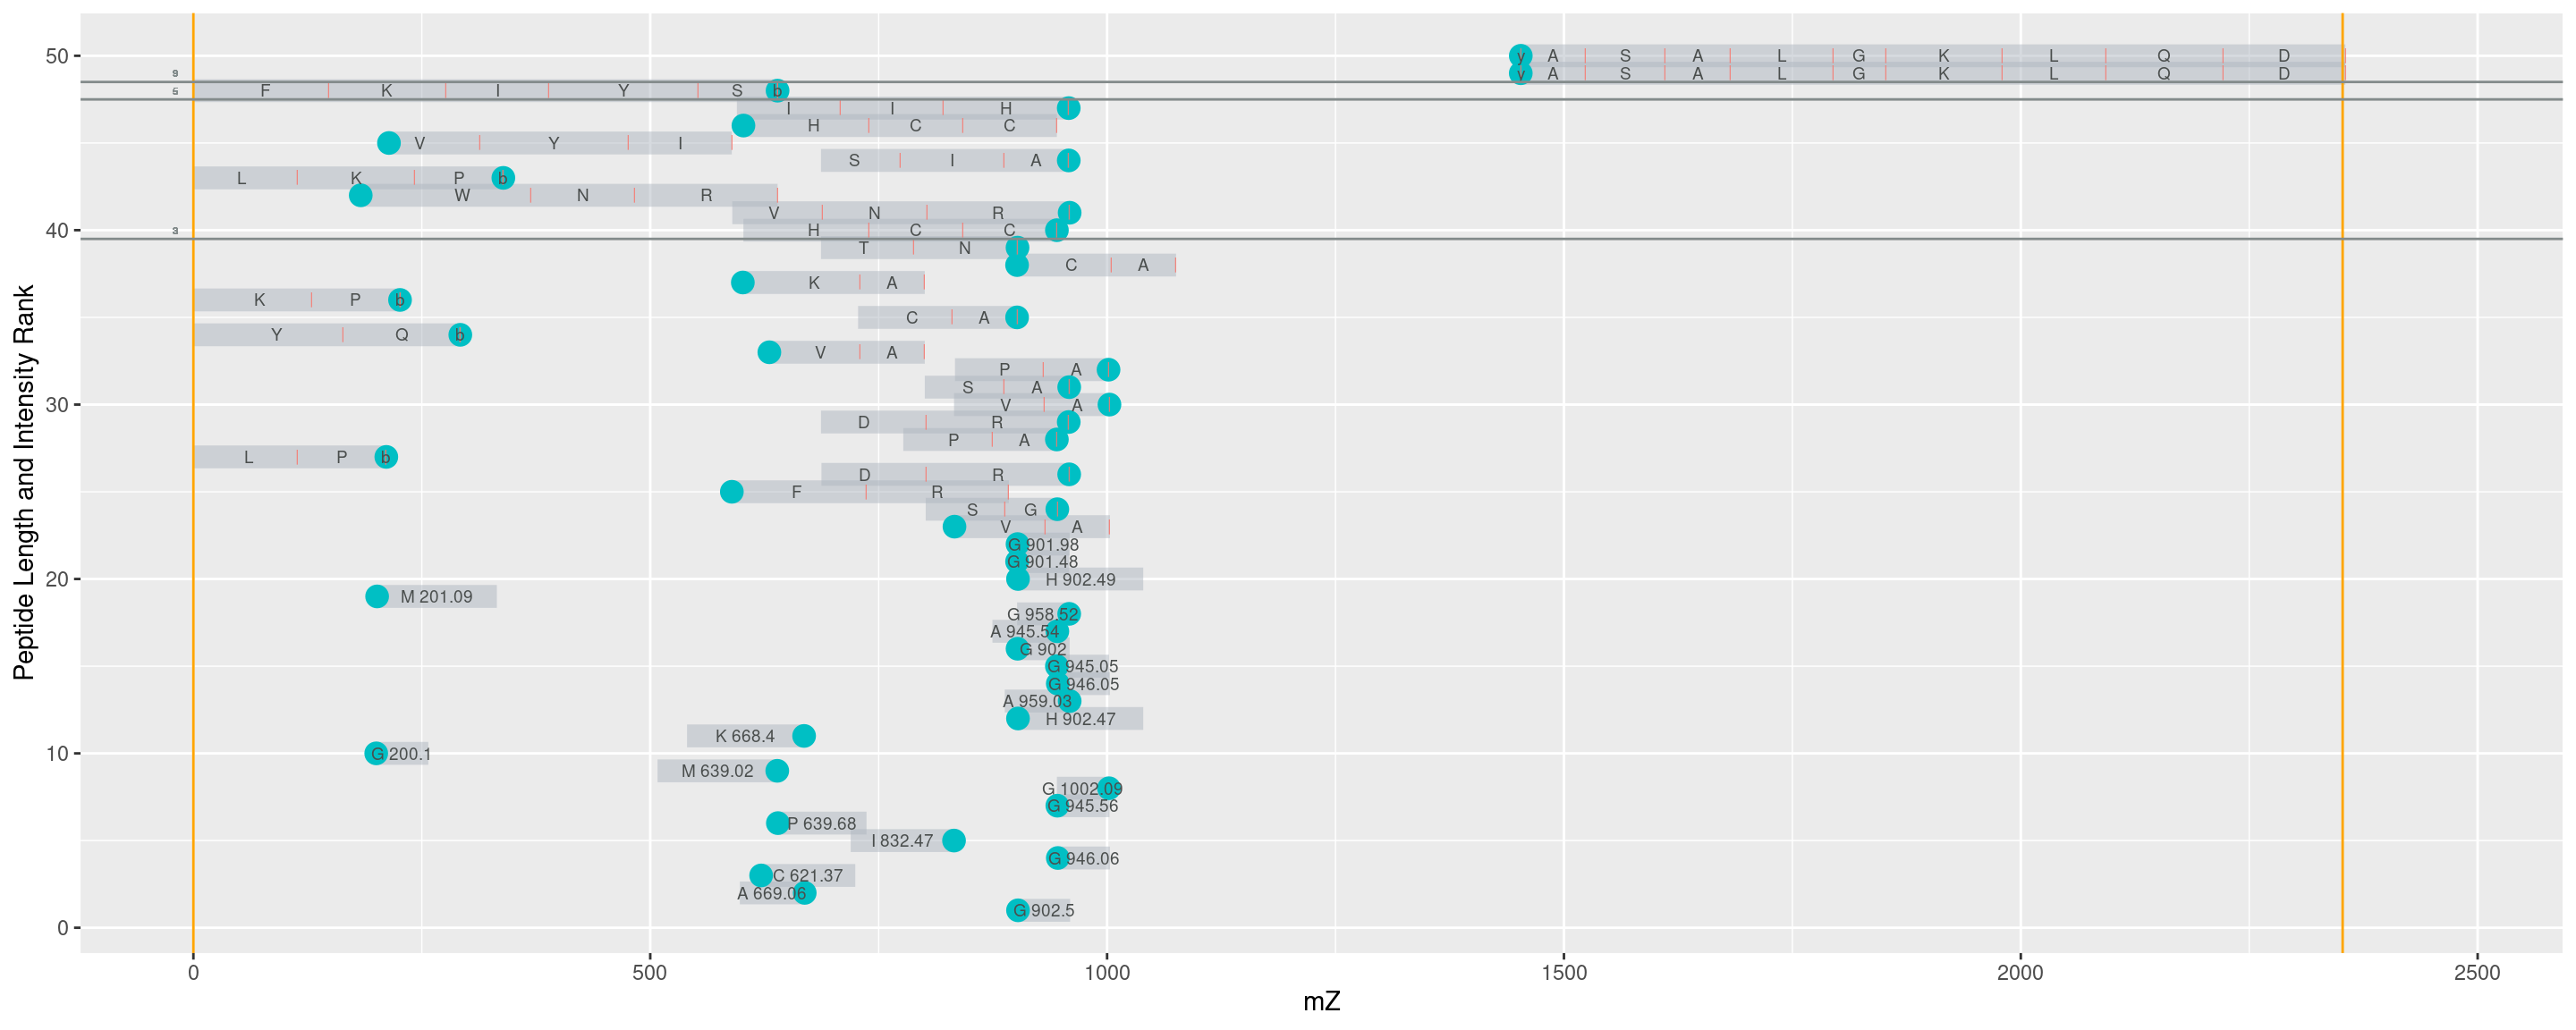 50 y A S A L G K L Q D
9 y A S A L G K L Q D
F K I Y S b
I I H
H C C
V Y I
S I A
L K P b
W N R
V N R
40 3 H C C
T N
C A
K A
K P b
C A
Y Q b
V A
P A
S A
30 V A
D R
P A
L P b
D R
F R
S G
V A
G 901.98
G 901.48
20 H 902.49
M 201.09
G 958.52
A 945.54
G 902
G 945.05
G 946.05
A 959.03
H 902.47
K 668.4
10 G 200.1
M 639.02
G 1002.09
G 945.56
P 639.68
I 832.47
G 946.06
C 621.37
A 669.06
G 902.5
0
0 500 1000 1500 2000 2500
mZ
Peptide Length and Intensity Rank